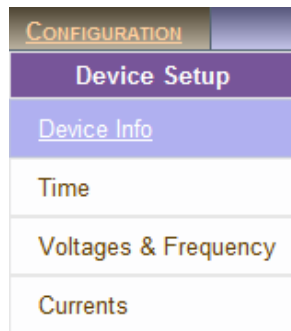 CONFIGURATION
Device Setup
Device Info
Time
Voltages & Frequency
Currents